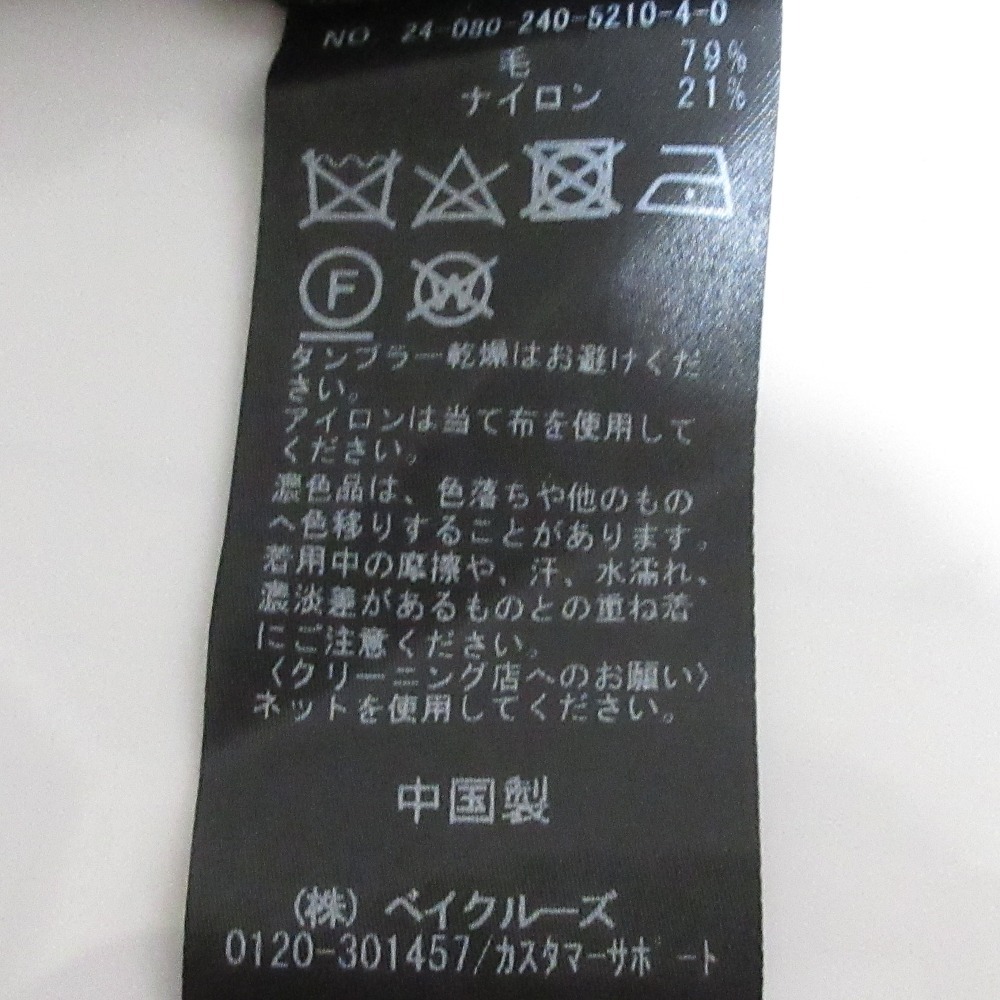 NO 24-080-240-5210-4-0
毛 79%
ナイロン 21%
F W
タンブラー乾燥はお避けくだ
さい。
アイロンは当て布を使用して
ください。
濃色品は、色落ちや他のもの
へ色移りすることがあります。
着用中の摩擦や、汗、水濡れ、
濃淡差があるものとの重ね着
にご注意ください。
〈クリーニング店へのお願い〉
ネットを使用してください。
中国製
(株) ベイクルーズ
0120-301457/カスタマーサポート